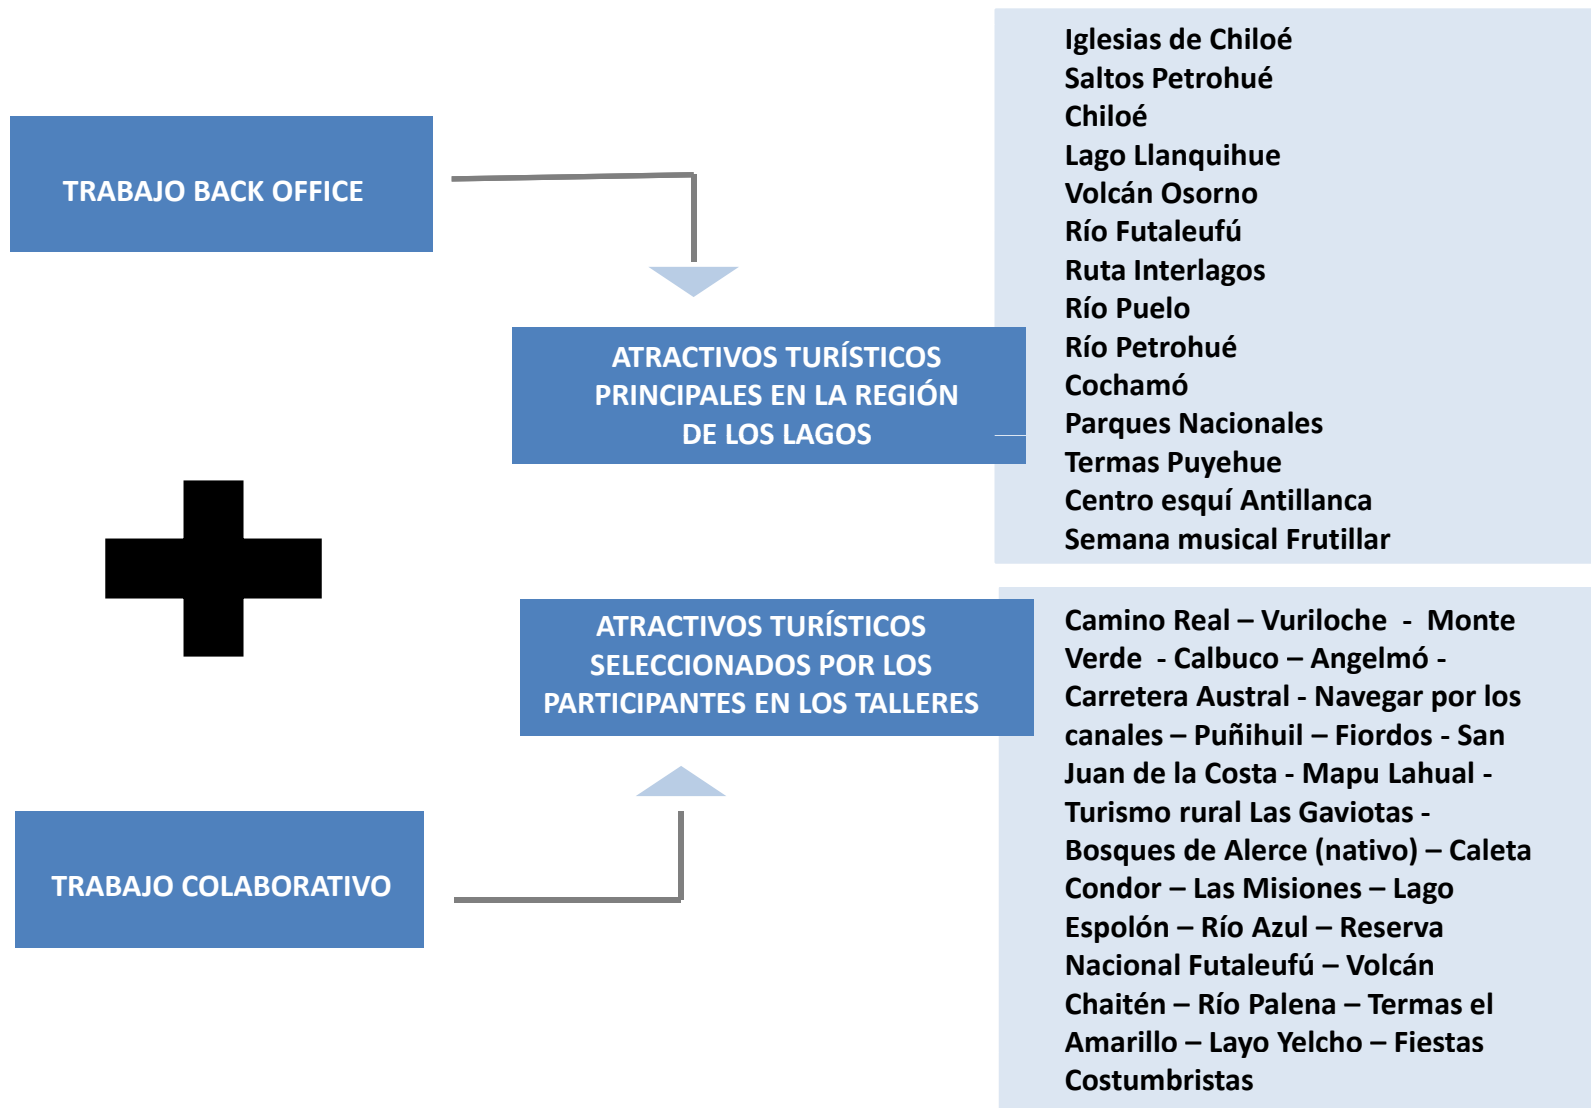 TRABAJO BACK OFFICE
ATRACTIVOS TURÍSTICOS
PRINCIPALES EN LA REGIÓN
DE LOS LAGOS
Iglesias de Chiloé
Saltos Petrohué
Chiloé
Lago Llanquihue
Volcán Osorno
Río Futaleufú
Ruta Interlagos
Río Puelo
Río Petrohué
Cochamó
Parques Nacionales
Termas Puyehue
Centro esquí Antillanca
Semana musical Frutillar
TRABAJO COLABORATIVO
ATRACTIVOS TURÍSTICOS
SELECCIONADOS POR LOS
PARTICIPANTES EN LOS TALLERES
Camino Real – Vuriloche - Monte
Verde - Calbuco – Angelmó -
Carretera Austral - Navegar por los
canales – Puñihuil – Fiordos - San
Juan de la Costa - Mapu Lahual -
Turismo rural Las Gaviotas -
Bosques de Alerce (nativo) – Caleta
Condor – Las Misiones – Lago
Espolón – Río Azul – Reserva
Nacional Futaleufú – Volcán
Chaitén – Río Palena – Termas el
Amarillo – Layo Yelcho – Fiestas
Costumbristas